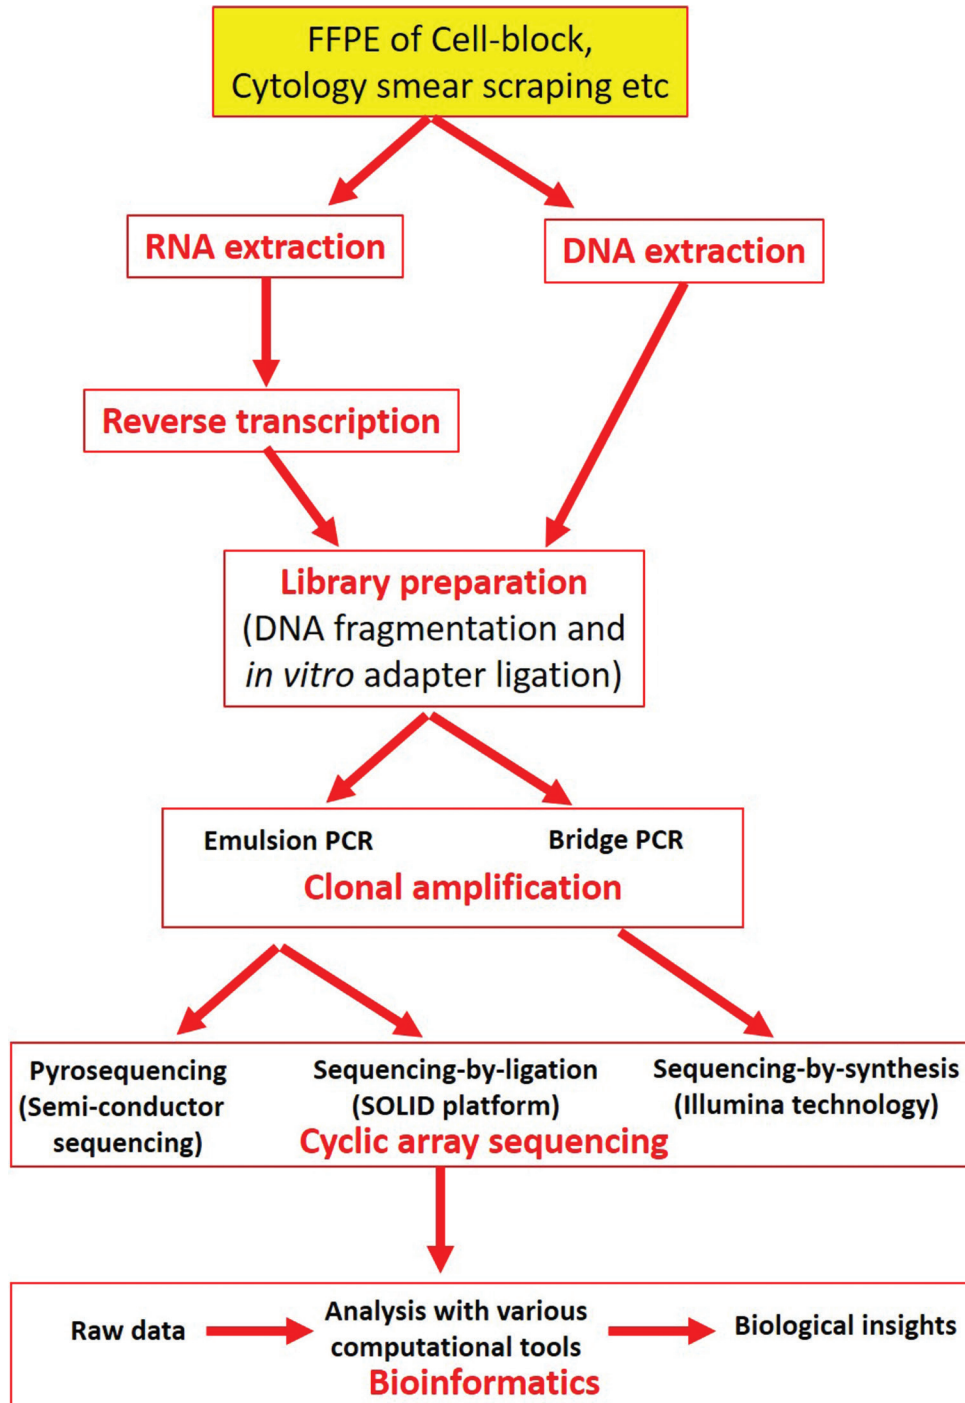 FFPE of Cell-block,
Cytology smear scraping etc
RNA extraction
DNA extraction
Reverse transcription
Library preparation
(DNA fragmentation and
in vitro adapter ligation)
Emulsion PCR
Bridge PCR
Clonal amplification
Pyrosequencing
(Semi-conductor
sequencing)
Sequencing-by-ligation
(SOLID platform)
Sequencing-by-synthesis
(Illumina technology)
Cyclic array sequencing
Raw data
Analysis with various
computational tools
Biological insights
Bioinformatics